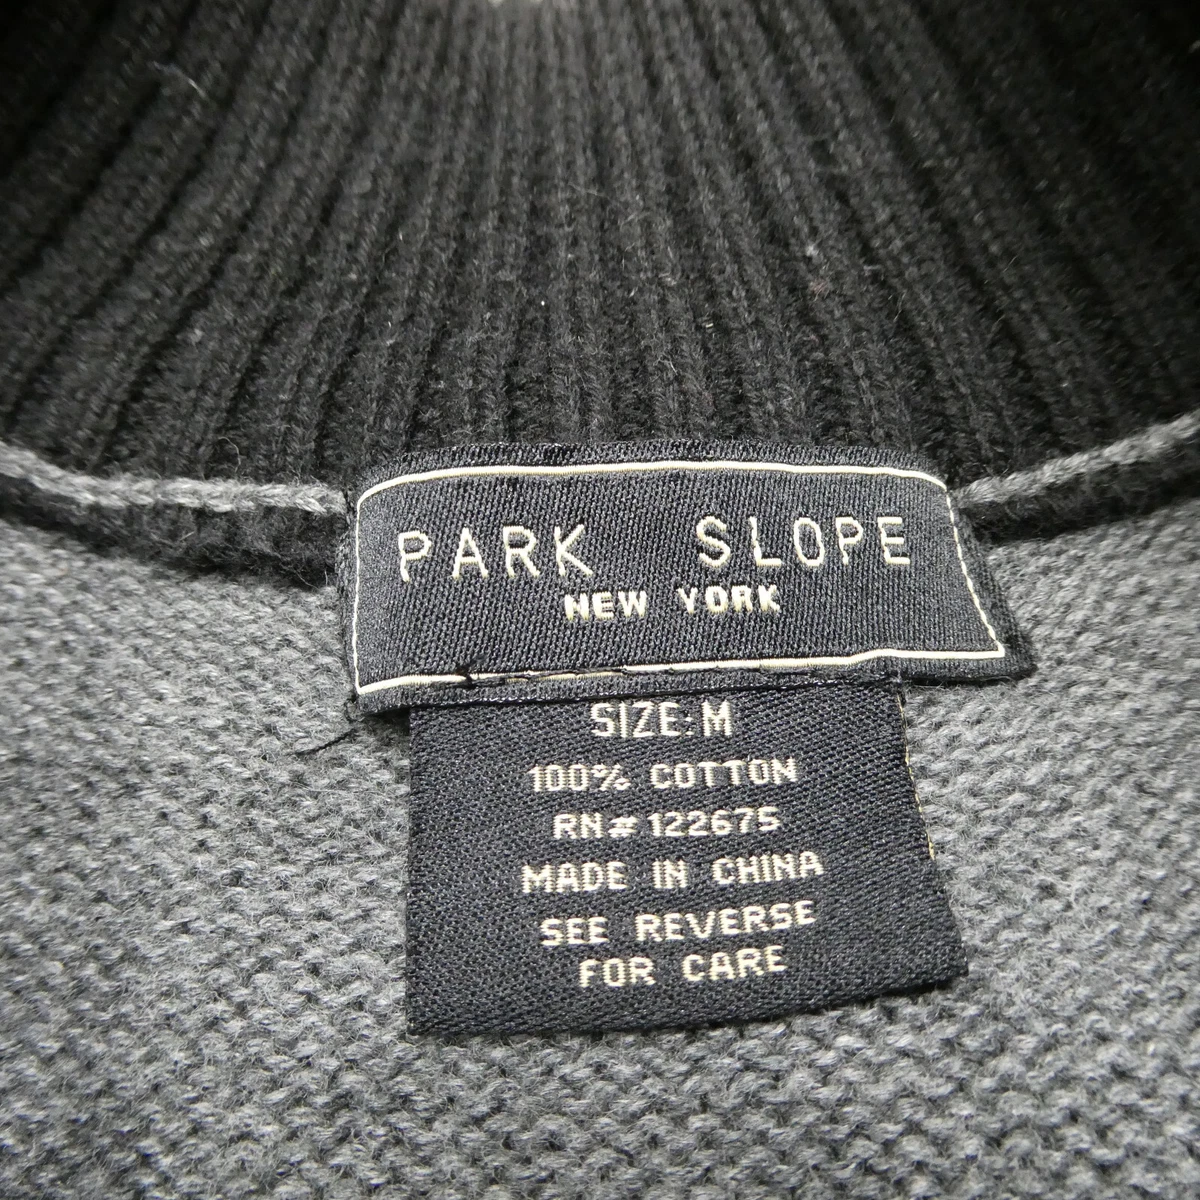 PARK SLOPE
NEW YORK
SIZE: M
100% COTTON
RN# 122675
MADE IN CHINA
SEE REVERSE
FOR CARE